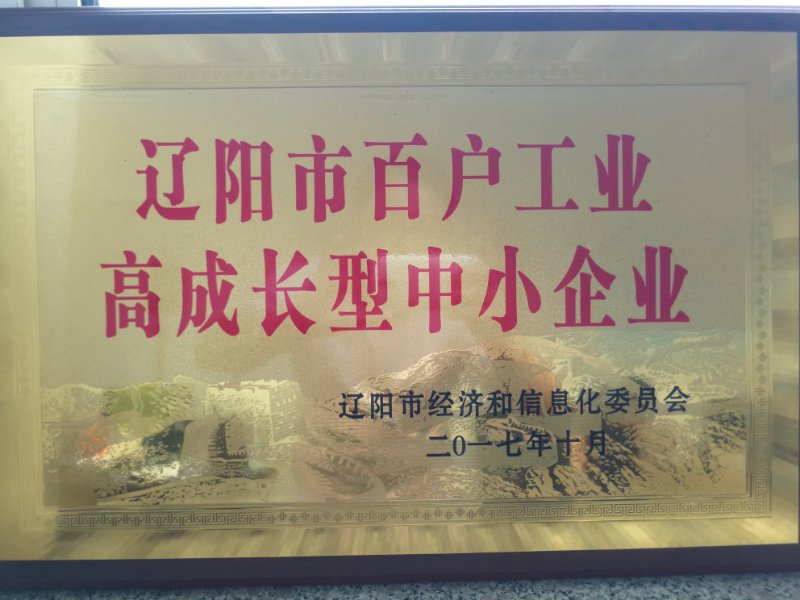 辽阳市百户工业
高成长型中小企业
辽阳市经济和信息化委员会
二0一七年十月